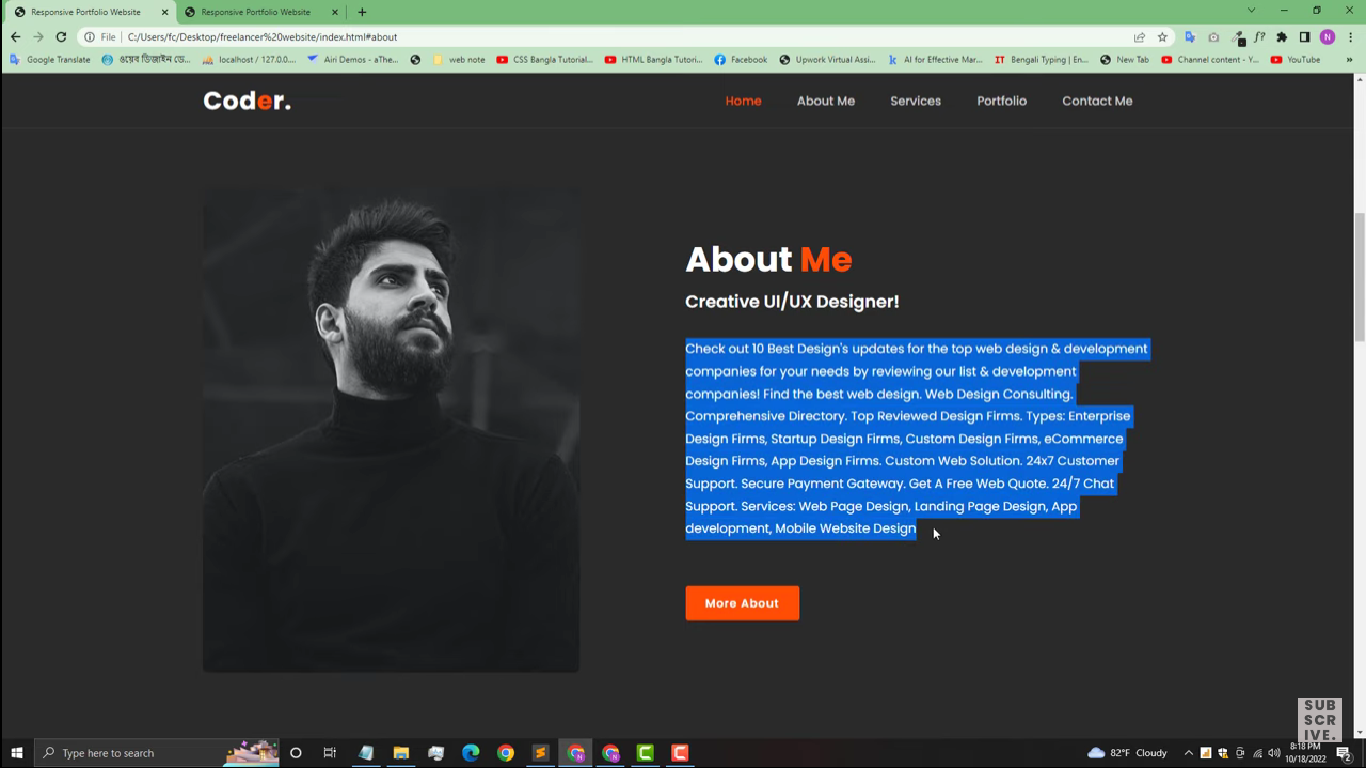 Responsive Portfolio Website
Responsive Portfolio Website
File
C:/Users/fc/Desktop/freelancer%20website/index.html#about
N
Google Translate
ওয়েব ডিজাইন ডে...
localhost / 127.0.0....
Airi Demos - aThe...
web note
CSS Bangla Tutorial...
HTML Bangla Tutori...
Facebook
Upwork Virtual Assi...
AI for Effective Mar...
IT Bengali Typing | En...
New Tab
Channel content - Y...
YouTube
Coder.
Home
About Me
Services
Portfolio
Contact Me
About Me
Creative UI/UX Designer!
Check out 10 Best Design's updates for the top web design & development
companies for your needs by reviewing our list & development
companies! Find the best web design. Web Design Consulting.
Comprehensive Directory. Top Reviewed Design Firms. Types: Enterprise
Design Firms, Startup Design Firms, Custom Design Firms, eCommerce
Design Firms, App Design Firms. Custom Web Solution. 24x7 Customer
Support. Secure Payment Gateway. Get A Free Web Quote. 24/7 Chat
Support. Services: Web Page Design, Landing Page Design, App
development, Mobile Website Design
More About
SUB
SCR
IVE.
Type here to search
82°F Cloudy
8:18 PM
10/18/2022
2